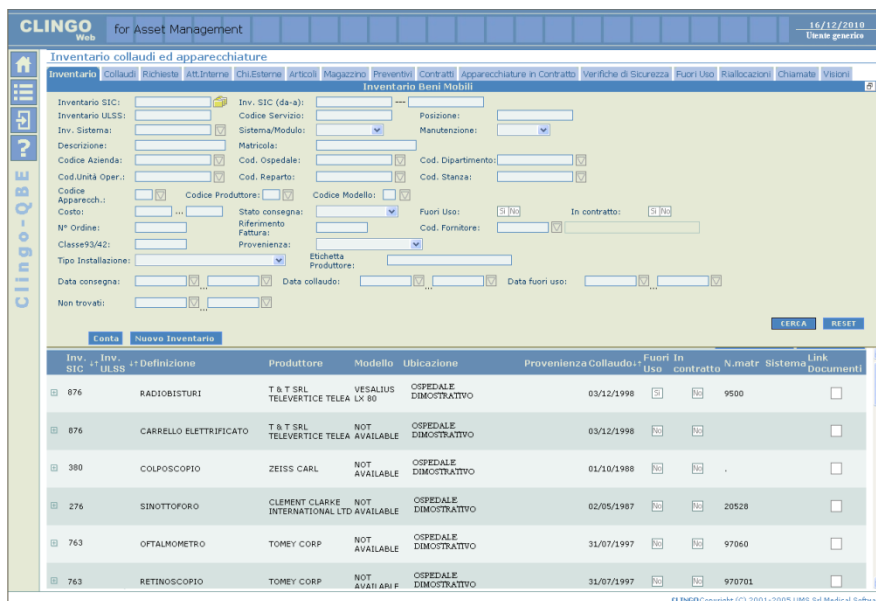 CLINGO for Asset Management 16/12/2010
Web Utente generico
Inventario collaudi ed apparecchiature
Inventario Collaudi Richieste Att.Interne Chi.Esterne Articoli Magazzino Preventivi Contratti Apparecchiature in Contratto Verifiche di Sicurezza Fuori Uso Riallocazioni Chiamate Visioni
Inventario Beni Mobili
Inventario SIC: Inv. SIC (da-a): ---
Inventario ULSS: Codice Servizio: Posizione:
Inv. Sistema: Sistema/Modulo: Manutenzione:
Descrizione: Matricola:
Codice Azienda: Cod. Ospedale: Cod. Dipartimento:
Cod.Unità Oper.: Cod. Reparto: Cod. Stanza:
Codice Apparecch.: Codice Produttore: Codice Modello:
Costo: ... Stato consegna: Fuori Uso: Si No In contratto: Si No
N° Ordine: Riferimento Fattura: Cod. Fornitore:
Classe93/42: Provenienza:
Tipo Installazione: Etichetta Produttore:
Data consegna: ... Data collaudo: ... Data fuori uso: ...
Non trovati: ...
CERCA RESET
Conta Nuovo Inventario
Clingo-QBE
Inv. SIC Inv. ULSS Definizione Produttore Modello Ubicazione Provenienza Collaudo Fuori Uso In contratto N.matr Sistema Link Documenti
876 RADIOBISTURI T & T SRL TELEVERTICE TELEA VESALIUS LX 80 OSPEDALE DIMOSTRATIVO 03/12/1998 Si No 9500
876 CARRELLO ELETTRIFICATO T & T SRL TELEVERTICE TELEA NOT AVAILABLE OSPEDALE DIMOSTRATIVO 03/12/1998 No No
380 COLPOSCOPIO ZEISS CARL NOT AVAILABLE OSPEDALE DIMOSTRATIVO 01/10/1988 No No .
276 SINOTTOFORO CLEMENT CLARKE INTERNATIONAL LTD NOT AVAILABLE OSPEDALE DIMOSTRATIVO 02/05/1987 No No 20528
763 OFTALMOMETRO TOMEY CORP NOT AVAILABLE OSPEDALE DIMOSTRATIVO 31/07/1997 No No 97060
763 RETINOSCOPIO TOMEY CORP NOT AVAILABLE OSPEDALE DIMOSTRATIVO 31/07/1997 No No 970701
CLINGO Copyright (C) 2001-2005 UMS Srl Medical Softwa